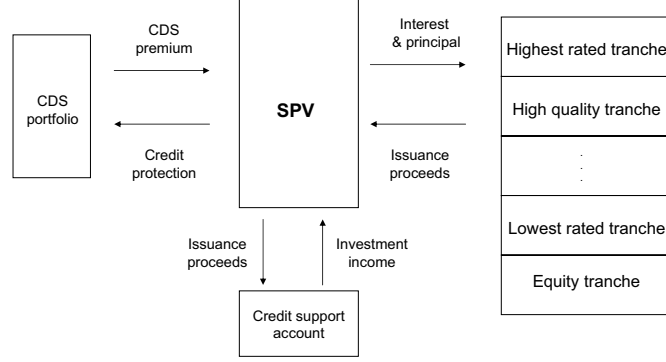 CDS
portfolio
CDS
premium
Credit
protection
SPV
Interest
& principal
Issuance
proceeds
Highest rated tranche
High quality tranche
.
.
.
Lowest rated tranche
Equity tranche
Issuance
proceeds
Investment
income
Credit support
account